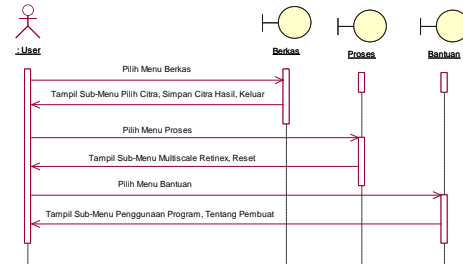 : User
Berkas
Proses
Bantuan
Pilih Menu Berkas
Tampil Sub-Menu Pilih Citra, Simpan Citra Hasil, Keluar
Pilih Menu Proses
Tampil Sub-Menu Multiscale Retinex, Reset
Pilih Menu Bantuan
Tampil Sub-Menu Penggunaan Program, Tentang Pembuat